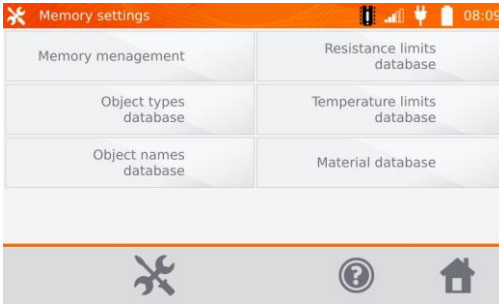 Memory settings
08:09
Memory menagement
Resistance limits
database
Object types
database
Temperature limits
database
Object names
database
Material database
?